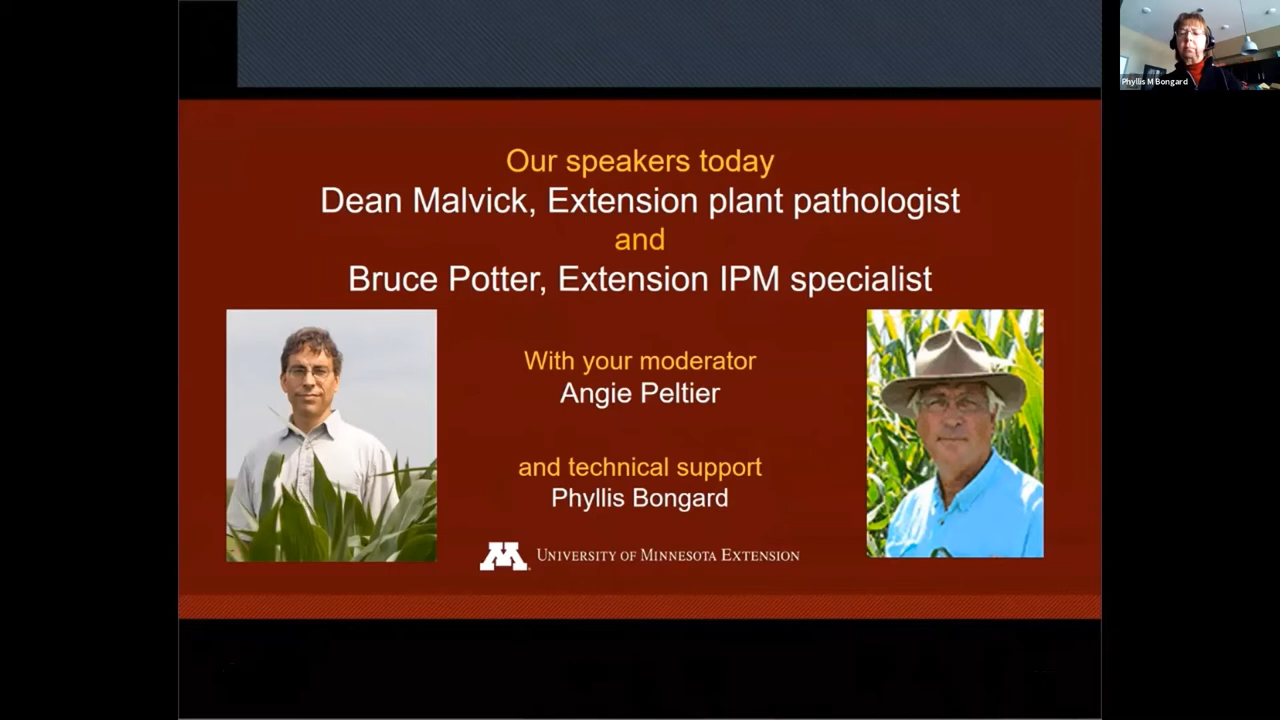 Our speakers today
Dean Malvick, Extension plant pathologist
and
Bruce Potter, Extension IPM specialist
With your moderator
Angie Peltier
and technical support
Phyllis Bongard
UNIVERSITY OF MINNESOTA EXTENSION
Phyllis M Bongard